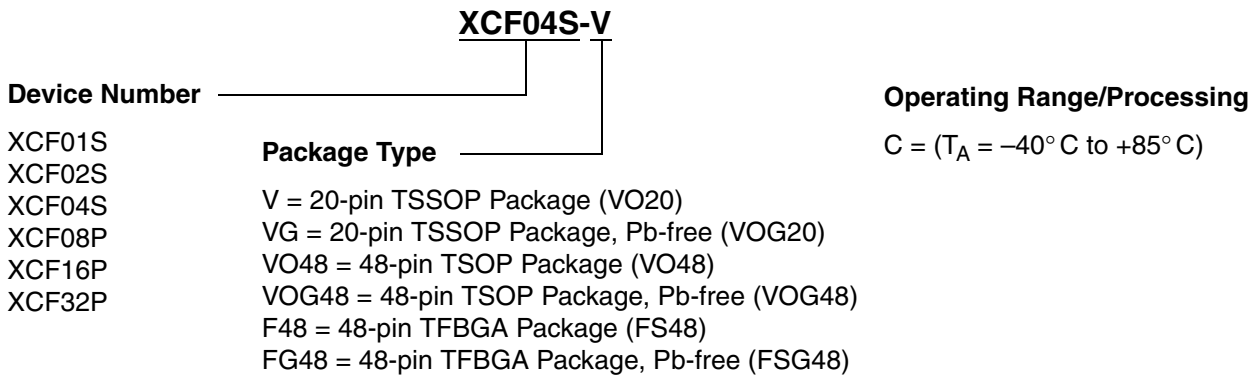 XCF04S-V
Device Number
XCF01S
XCF02S
XCF04S
XCF08P
XCF16P
XCF32P
Package Type
V = 20-pin TSSOP Package (VO20)
VG = 20-pin TSSOP Package, Pb-free (VOG20)
VO48 = 48-pin TSOP Package (VO48)
VOG48 = 48-pin TSOP Package, Pb-free (VOG48)
F48 = 48-pin TFBGA Package (FS48)
FG48 = 48-pin TFBGA Package, Pb-free (FSG48)
Operating Range/Processing
C = (TA = –40° C to +85° C)